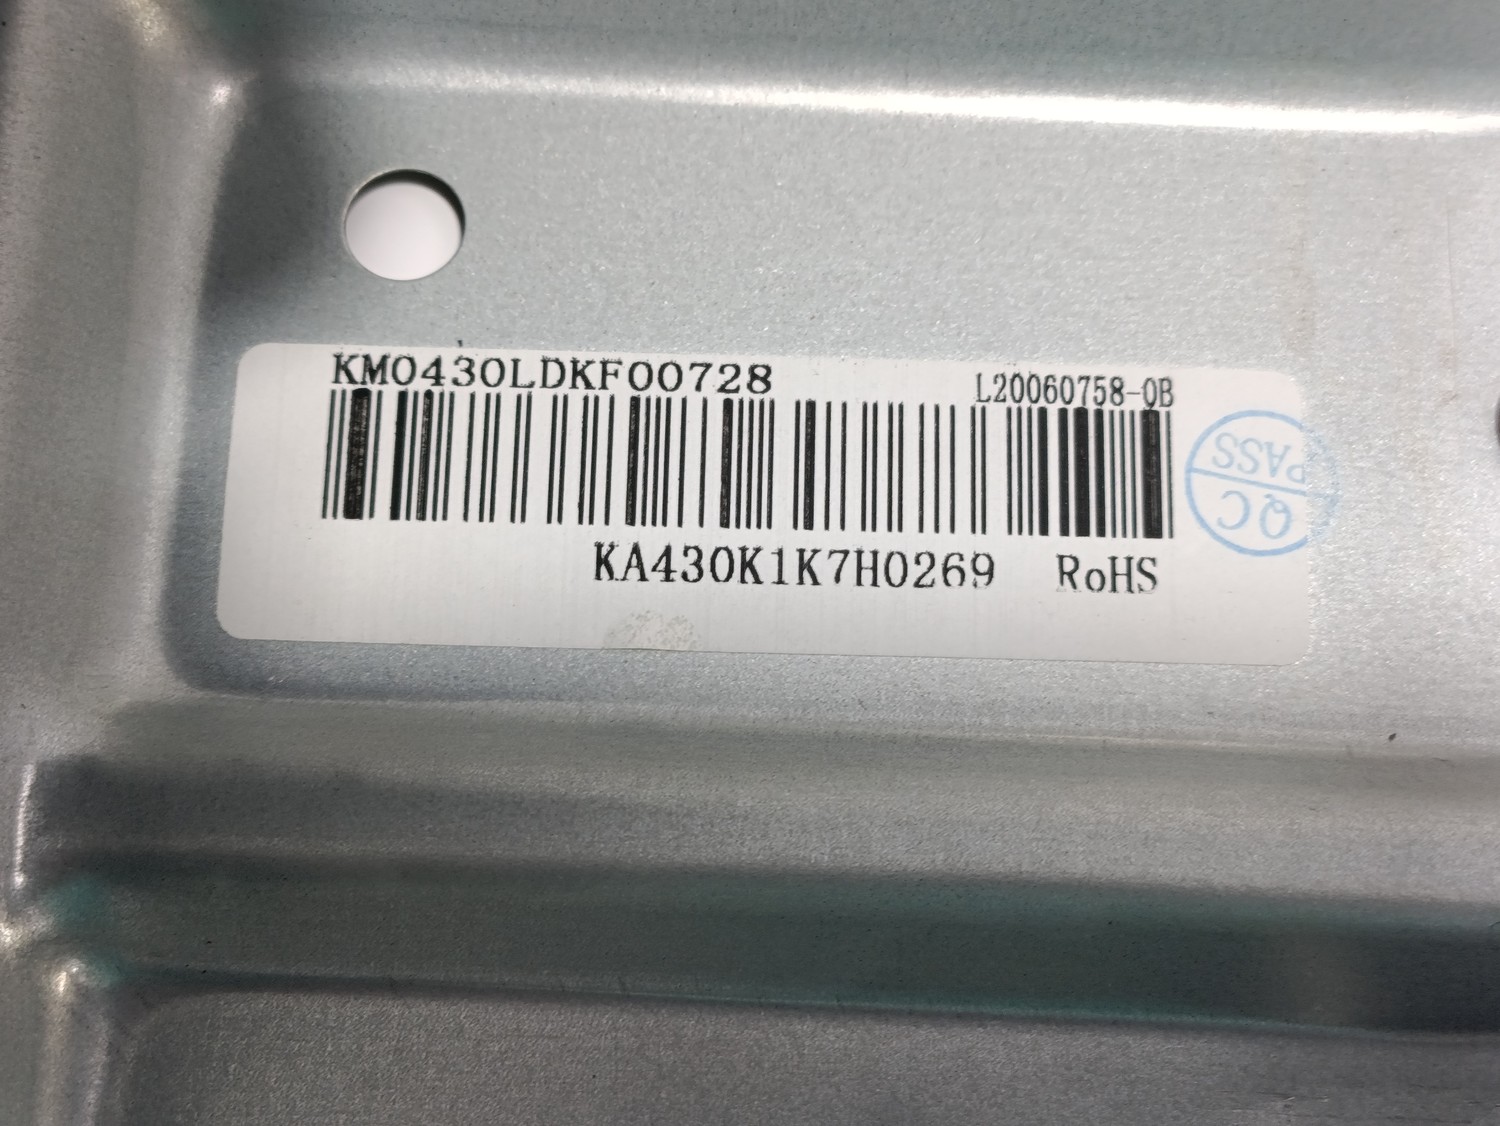 KM0430LDKF00728
L20060758-0B
KA430K1K7H0269 RoHS
QC
PASS